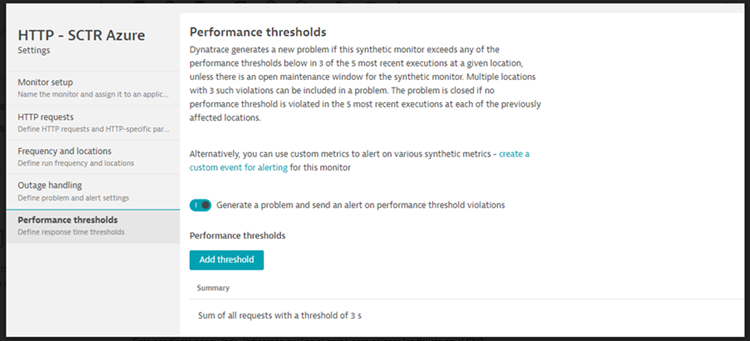 HTTP - SCTR Azure
Settings
Monitor setup
Name the monitor and assign it to an applic...
HTTP requests
Define HTTP requests and HTTP-specific par...
Frequency and locations
Define run frequency and locations
Outage handling
Define problem and alert settings
Performance thresholds
Define response time thresholds
Performance thresholds
Dynatrace generates a new problem if this synthetic monitor exceeds any of the
performance thresholds below in 3 of the 5 most recent executions at a given location,
unless there is an open maintenance window for the synthetic monitor. Multiple locations
with 3 such violations can be included in a problem. The problem is closed if no
performance threshold is violated in the 5 most recent executions at each of the previously
affected locations.
Alternatively, you can use custom metrics to alert on various synthetic metrics - create a
custom event for alerting for this monitor
Generate a problem and send an alert on performance threshold violations
Performance thresholds
Add threshold
Summary
Sum of all requests with a threshold of 3 s